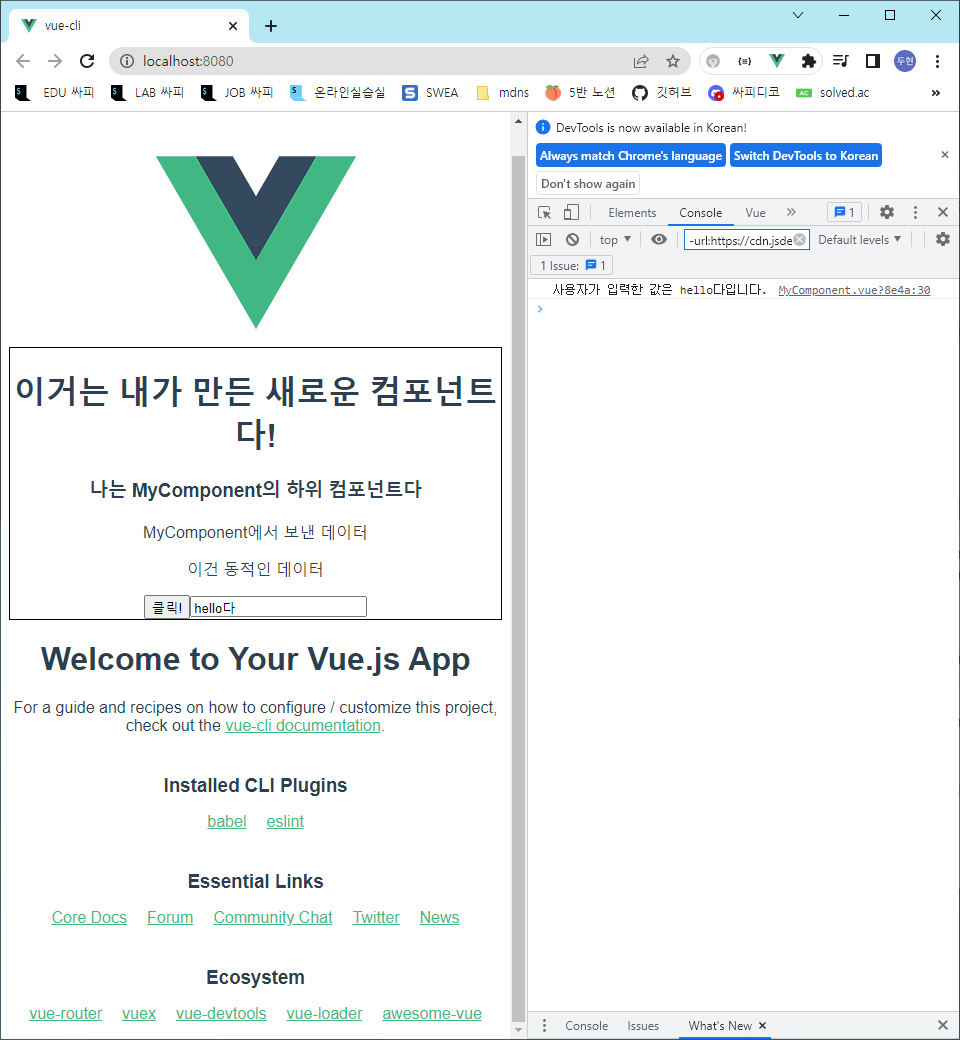 vue-cli
localhost:8080
두현
EDU 싸피 LAB 싸피 JOB 싸피 온라인실습실 SWEA mdns 5반 노션 깃허브 싸피디코 solved.ac »
DevTools is now available in Korean!
Always match Chrome's language Switch DevTools to Korean
Don't show again
Elements Console Vue » 1
top -url:https://cdn.jsde Default levels
1 Issue: 1
사용자가 입력한 값은 hello다입니다. MyComponent.vue?8e4a:30
이거는 내가 만든 새로운 컴포넌트
다!
나는 MyComponent의 하위 컴포넌트다
MyComponent에서 보낸 데이터
이건 동적인 데이터
클릭! hello다
Welcome to Your Vue.js App
For a guide and recipes on how to configure / customize this project,
check out the vue-cli documentation.
Installed CLI Plugins
babel eslint
Essential Links
Core Docs Forum Community Chat Twitter News
Ecosystem
vue-router vuex vue-devtools vue-loader awesome-vue
Console Issues What's New